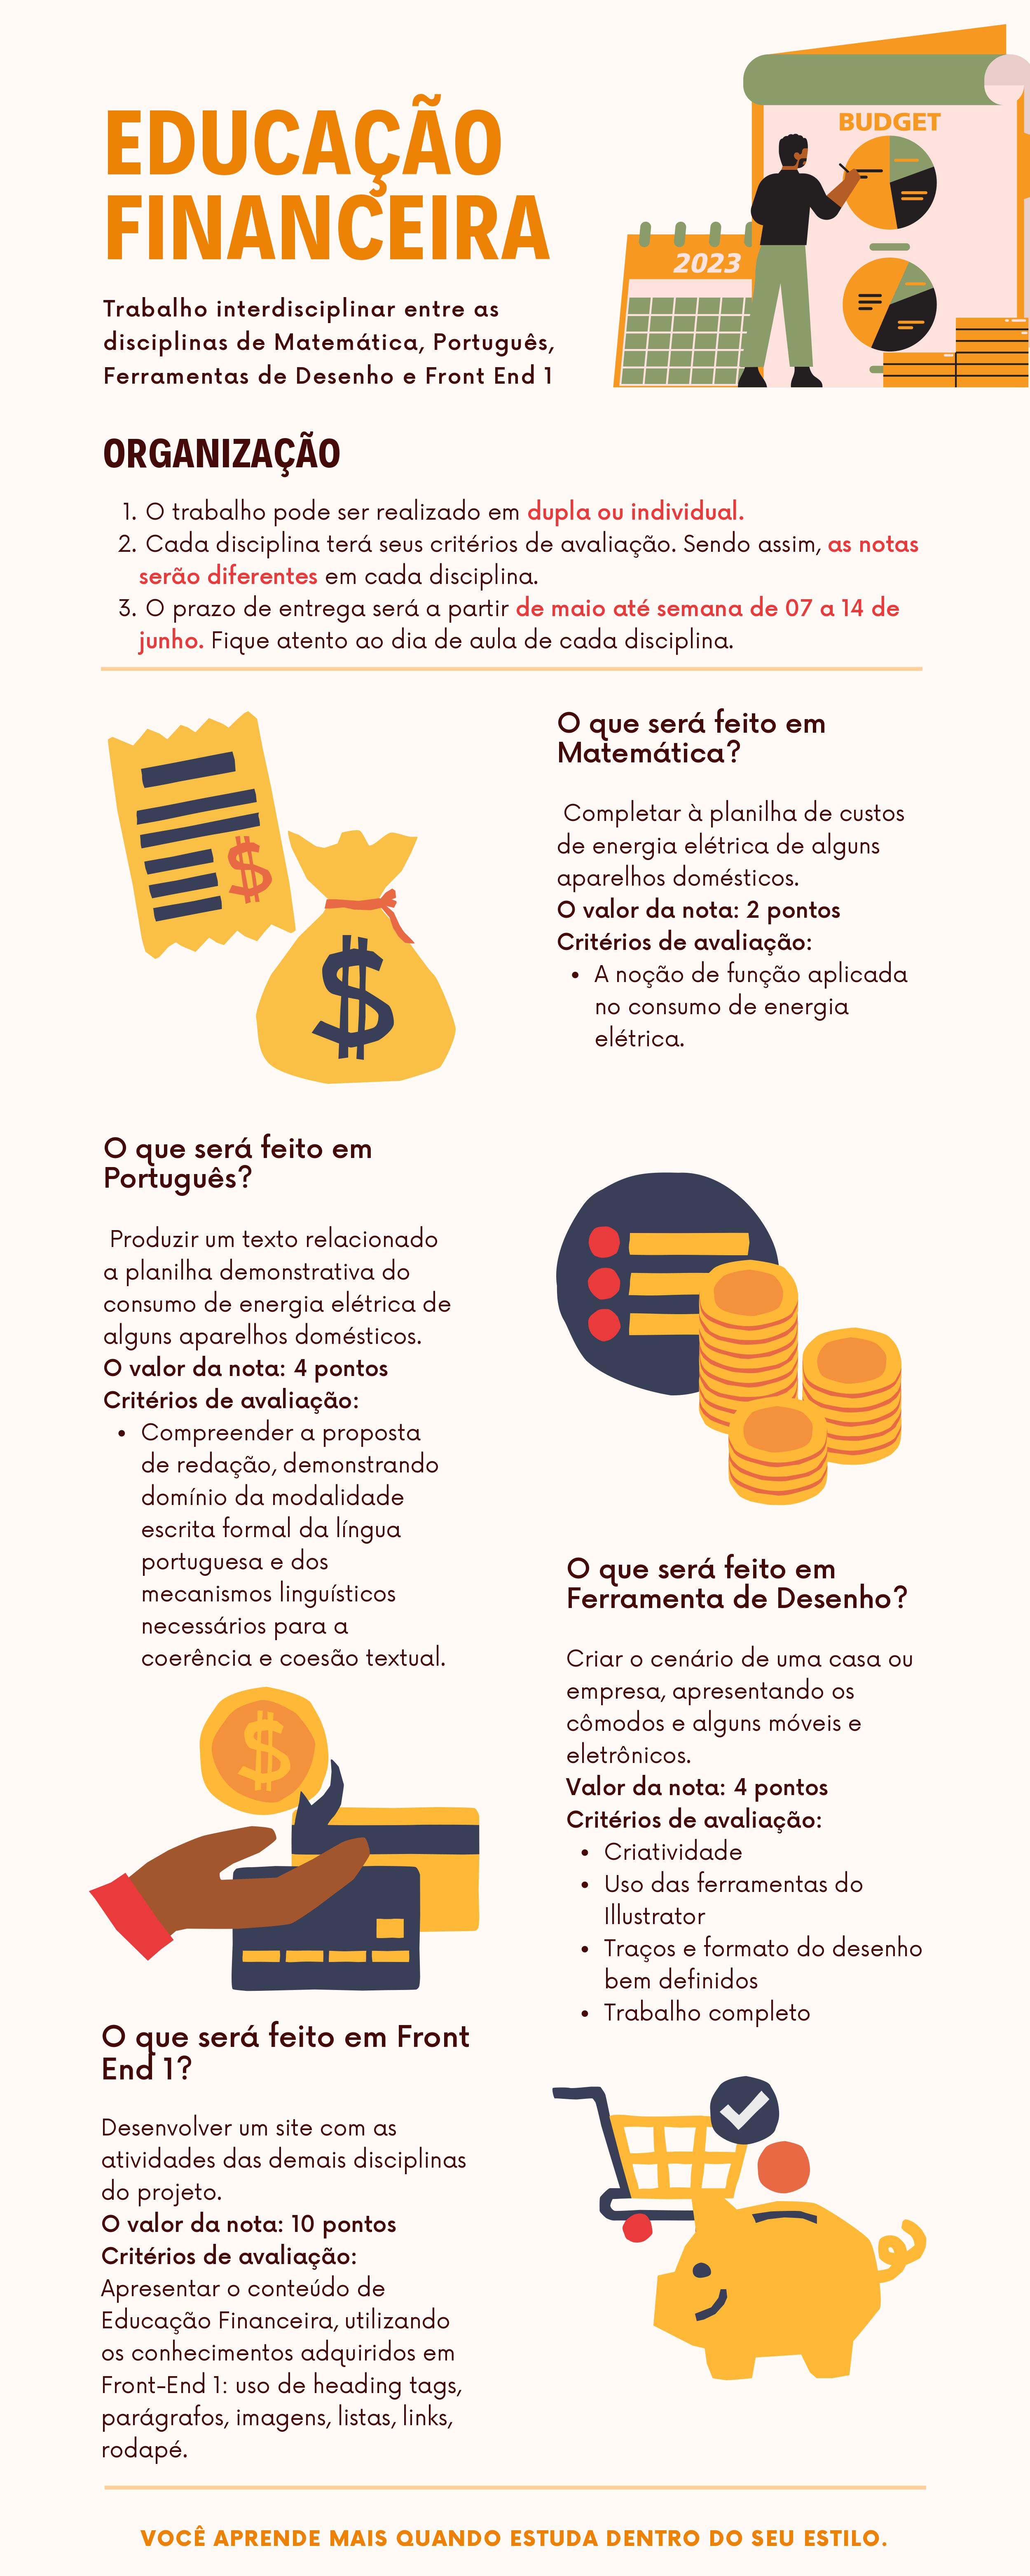 EDUCAÇÃO
FINANCEIRA
BUDGET
2023
Trabalho interdisciplinar entre as
disciplinas de Matemática, Português,
Ferramentas de Desenho e Front End 1
ORGANIZAÇÃO
1. O trabalho pode ser realizado em dupla ou individual.
2. Cada disciplina terá seus critérios de avaliação. Sendo assim, as notas
serão diferentes em cada disciplina.
3. O prazo de entrega será a partir de maio até semana de 07 a 14 de
junho. Fique atento ao dia de aula de cada disciplina.
$
$
O que será feito em
Matemática?
Completar à planilha de custos
de energia elétrica de alguns
aparelhos domésticos.
O valor da nota: 2 pontos
Critérios de avaliação:
• A noção de função aplicada
no consumo de energia
elétrica.
O que será feito em
Português?
Produzir um texto relacionado
a planilha demonstrativa do
consumo de energia elétrica de
alguns aparelhos domésticos.
O valor da nota: 4 pontos
Critérios de avaliação:
• Compreender a proposta
de redação, demonstrando
domínio da modalidade
escrita formal da língua
portuguesa e dos
mecanismos linguísticos
necessários para a
coerência e coesão textual.
O que será feito em
Ferramenta de Desenho?
Criar o cenário de uma casa ou
empresa, apresentando os
cômodos e alguns móveis e
eletrônicos.
Valor da nota: 4 pontos
Critérios de avaliação:
• Criatividade
• Uso das ferramentas do
Illustrator
• Traços e formato do desenho
bem definidos
• Trabalho completo
$
O que será feito em Front
End 1?
Desenvolver um site com as
atividades das demais disciplinas
do projeto.
O valor da nota: 10 pontos
Critérios de avaliação:
Apresentar o conteúdo de
Educação Financeira, utilizando
os conhecimentos adquiridos em
Front-End 1: uso de heading tags,
parágrafos, imagens, listas, links,
rodapé.
VOCÊ APRENDE MAIS QUANDO ESTUDA DENTRO DO SEU ESTILO.